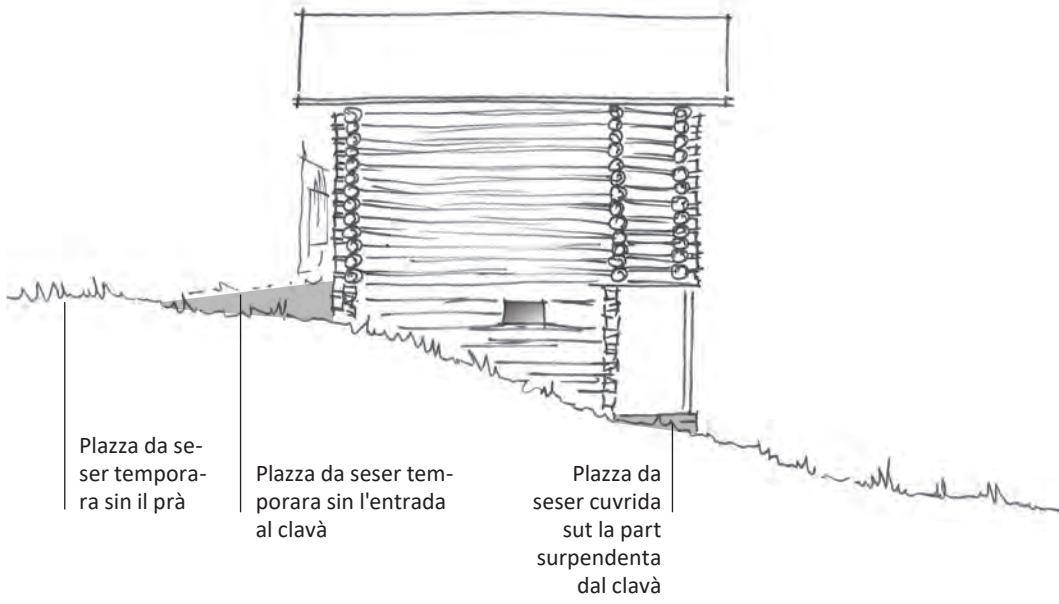 Plazza da se-
ser tempora-
ra sin il prà
Plazza da seser tem-
porara sin l'entrada
al clavà
Plazza da
seser cuvrida
sut la part
surpendenta
dal clavà